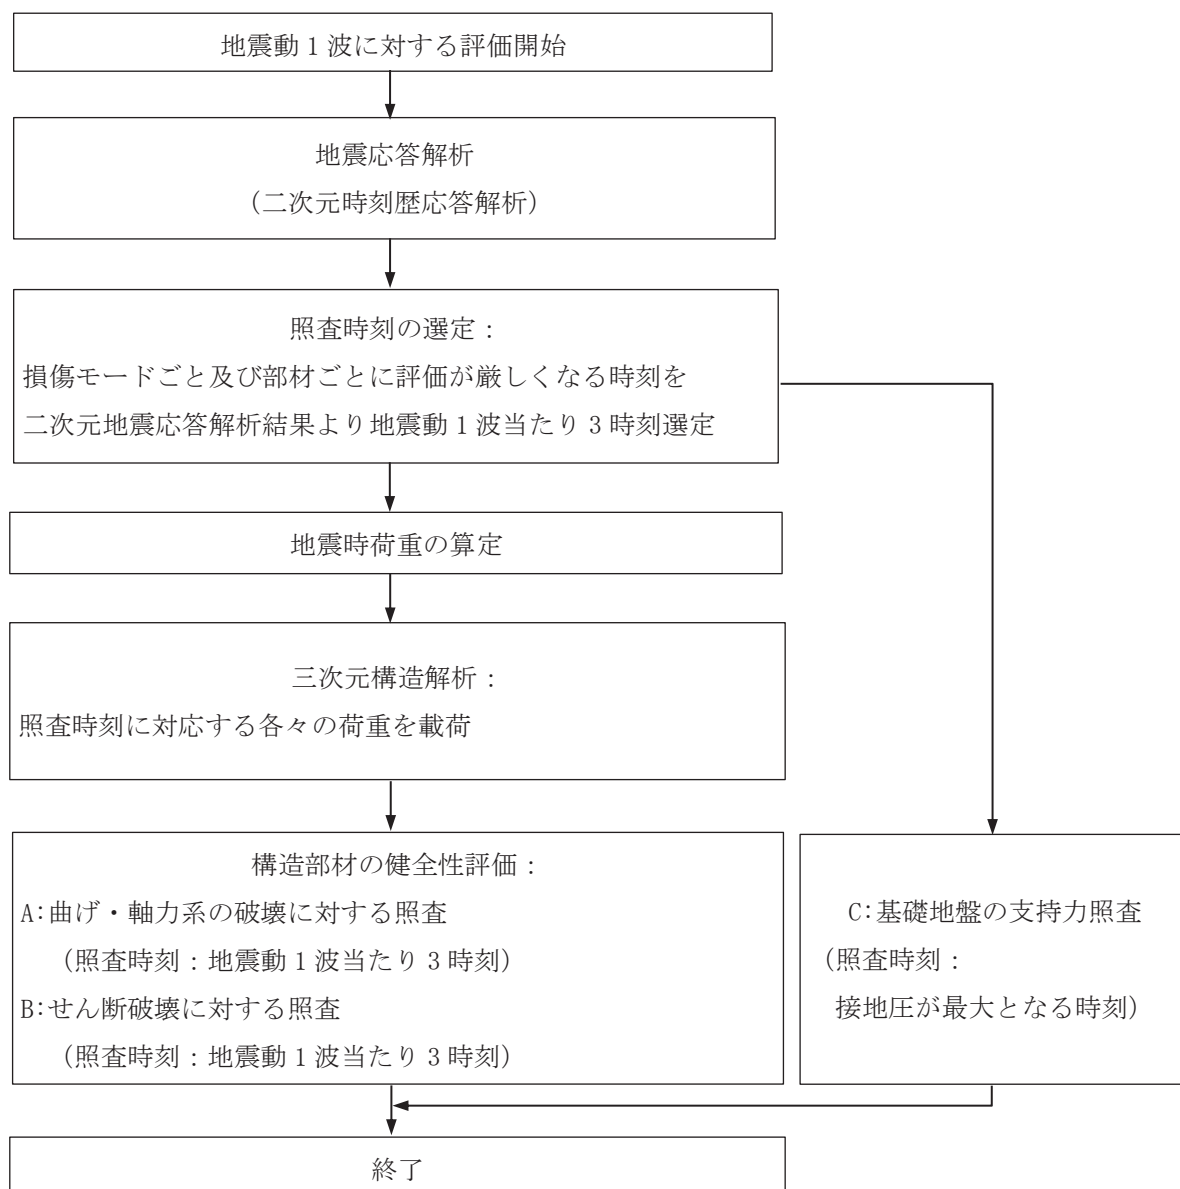 地震動１波に対する評価開始
地震応答解析
（二次元時刻歴応答解析）
照査時刻の選定：
損傷モードごと及び部材ごとに評価が厳しくなる時刻を
二次元地震応答解析結果より地震動１波当たり３時刻選定
地震時荷重の算定
三次元構造解析：
照査時刻に対応する各々の荷重を載荷
構造部材の健全性評価：
A:曲げ・軸力系の破壊に対する照査
（照査時刻：地震動１波当たり３時刻）
B:せん断破壊に対する照査
（照査時刻：地震動１波当たり３時刻）
C:基礎地盤の支持力照査
（照査時刻：
接地圧が最大となる時刻）
終了